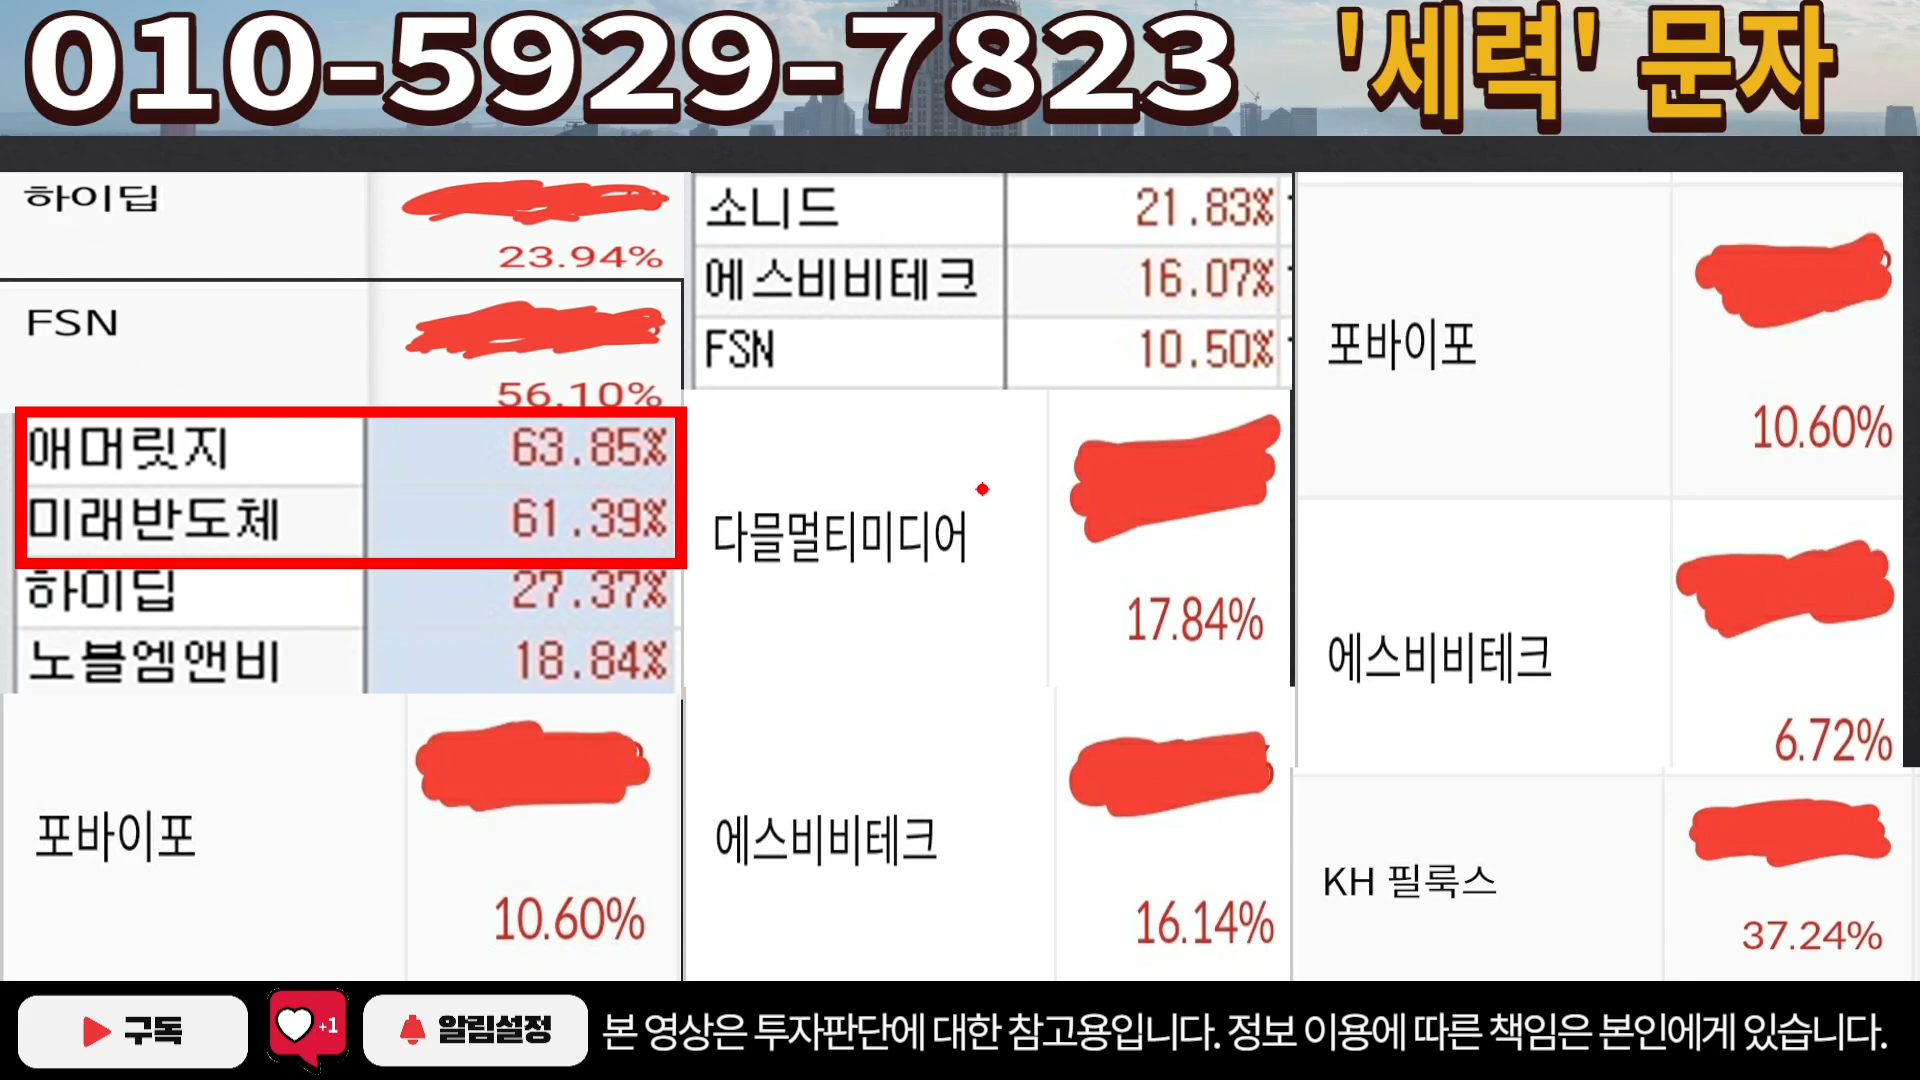 010-5929-7823 '세력' 문자
하이딥
23.94%
FSN
56.10%
애머릿지 63.85%
미래반도체 61.39%
하이딥 27.37%
노블엠앤비 18.84%
포바이포
10.60%
소니드 21.83%
에스비비테크 16.07%
FSN 10.50%
다믈멀티미디어
17.84%
에스비비테크
16.14%
포바이포
10.60%
에스비비테크
6.72%
KH 필룩스
37.24%
구독 +1 알림설정 본 영상은 투자판단에 대한 참고용입니다. 정보 이용에 따른 책임은 본인에게 있습니다.